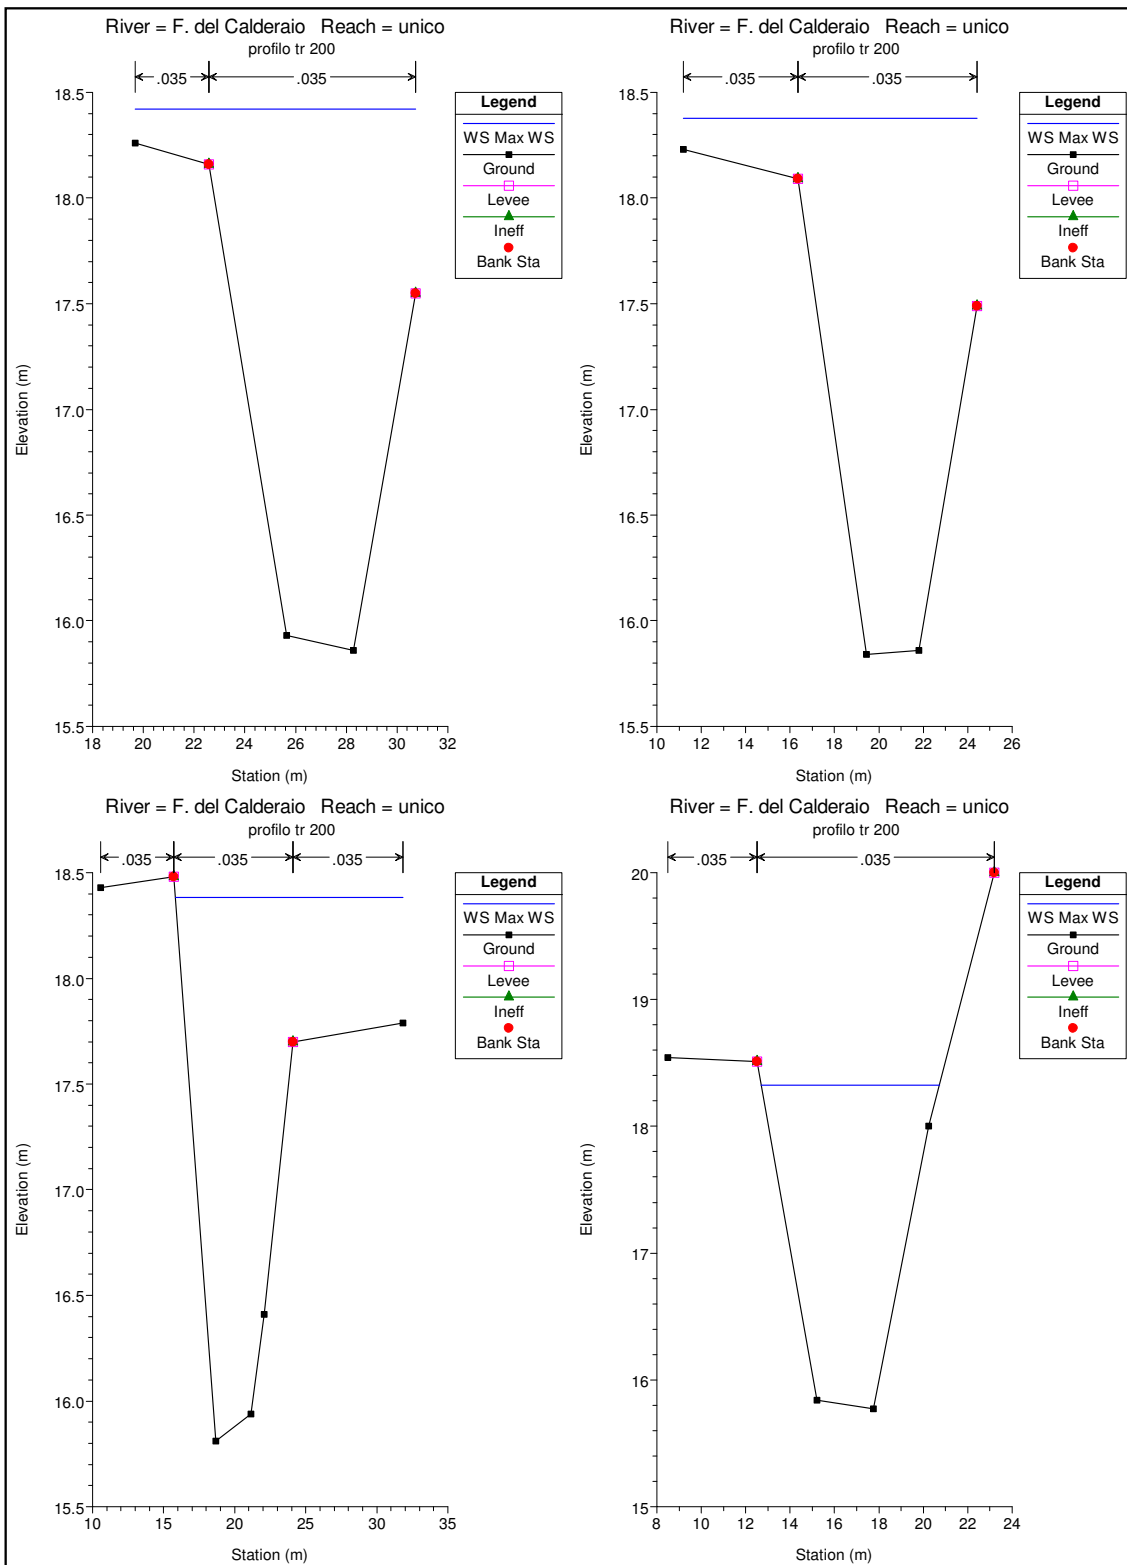 River = F. del Calderaio   Reach = unico
profilo tr 200
.035 .035
18.5
18.0
17.5
17.0
16.5
16.0
15.5
18 20 22 24 26 28 30 32
Elevation (m)
Station (m)
Legend
WS Max WS
Ground
Levee
Ineff
Bank Sta
River = F. del Calderaio   Reach = unico
profilo tr 200
.035 .035
18.5
18.0
17.5
17.0
16.5
16.0
15.5
10 12 14 16 18 20 22 24 26
Elevation (m)
Station (m)
Legend
WS Max WS
Ground
Levee
Ineff
Bank Sta
River = F. del Calderaio   Reach = unico
profilo tr 200
.035 .035 .035
18.5
18.0
17.5
17.0
16.5
16.0
15.5
10 15 20 25 30 35
Elevation (m)
Station (m)
Legend
WS Max WS
Ground
Levee
Ineff
Bank Sta
River = F. del Calderaio   Reach = unico
profilo tr 200
.035 .035
20
19
18
17
16
15
8 10 12 14 16 18 20 22 24
Elevation (m)
Station (m)
Legend
WS Max WS
Ground
Levee
Ineff
Bank Sta